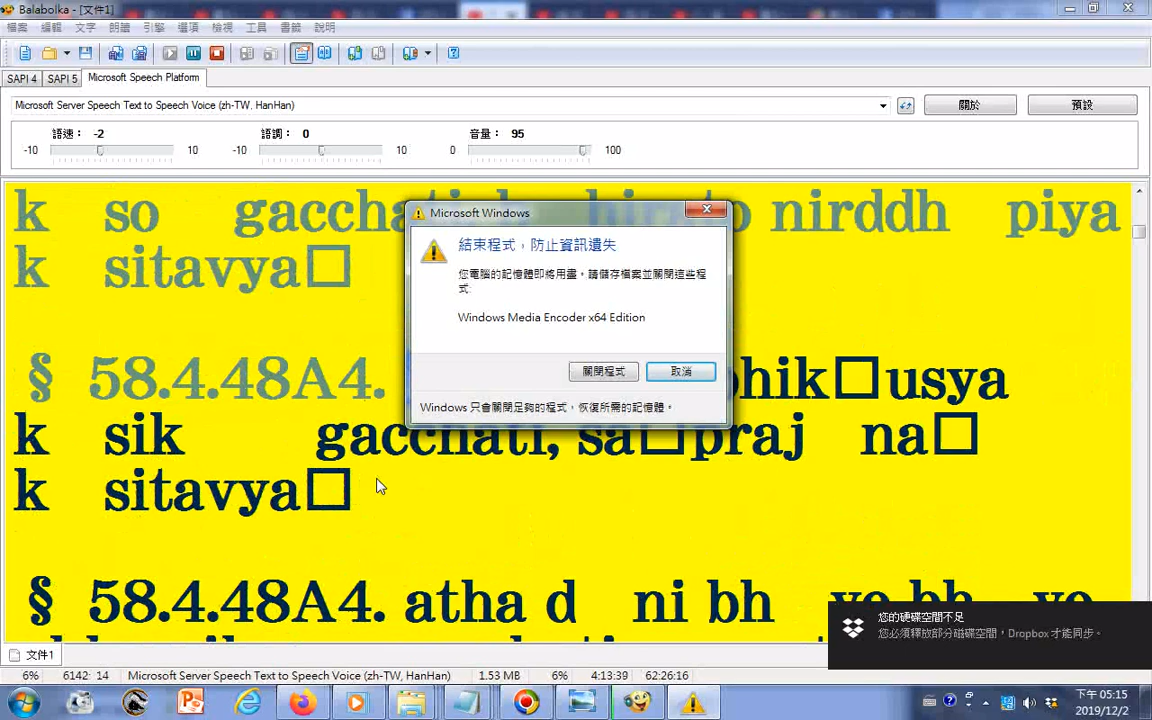 Balabolka - [文件1]
檔案 編輯 文字 朗讀 引擎 選項 檢視 工具 書籤 說明
SAPI 4 SAPI 5 Microsoft Speech Platform
Microsoft Server Speech Text to Speech Voice (zh-TW, HanHan) 關於 預設
語速： -2 語調： 0 音量： 95
-10 10 -10 10 0 100
k so gacchati nirddh piya
k sitavya□
§ 58.4.48A4. bhik□usya
k sik gacchati, sa□praj na□
k sitavya□
§ 58.4.48A4. atha d ni bh
Microsoft Windows
結束程式，防止資訊遺失
您電腦的記憶體即將用盡。請儲存檔案並關閉這些程
式:
Windows Media Encoder x64 Edition
關閉程式 取消
Windows 只會關閉足夠的程式，恢復所需的記憶體。
您的硬碟空間不足
您必須釋放部分磁碟空間，Dropbox 才能同步。
文件1
6% 6142: 14 Microsoft Server Speech Text to Speech Voice (zh-TW, HanHan) 1.53 MB 6% 4:13:39 62:26:16
下午 05:15
2019/12/2